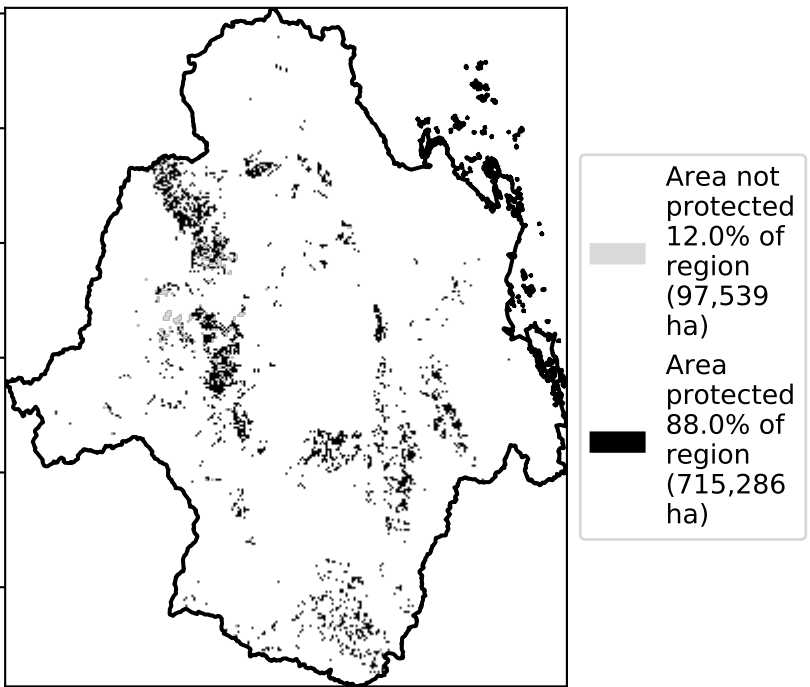 Area not
protected
12.0% of
region
(97,539
ha)
Area
protected
88.0% of
region
(715,286
ha)